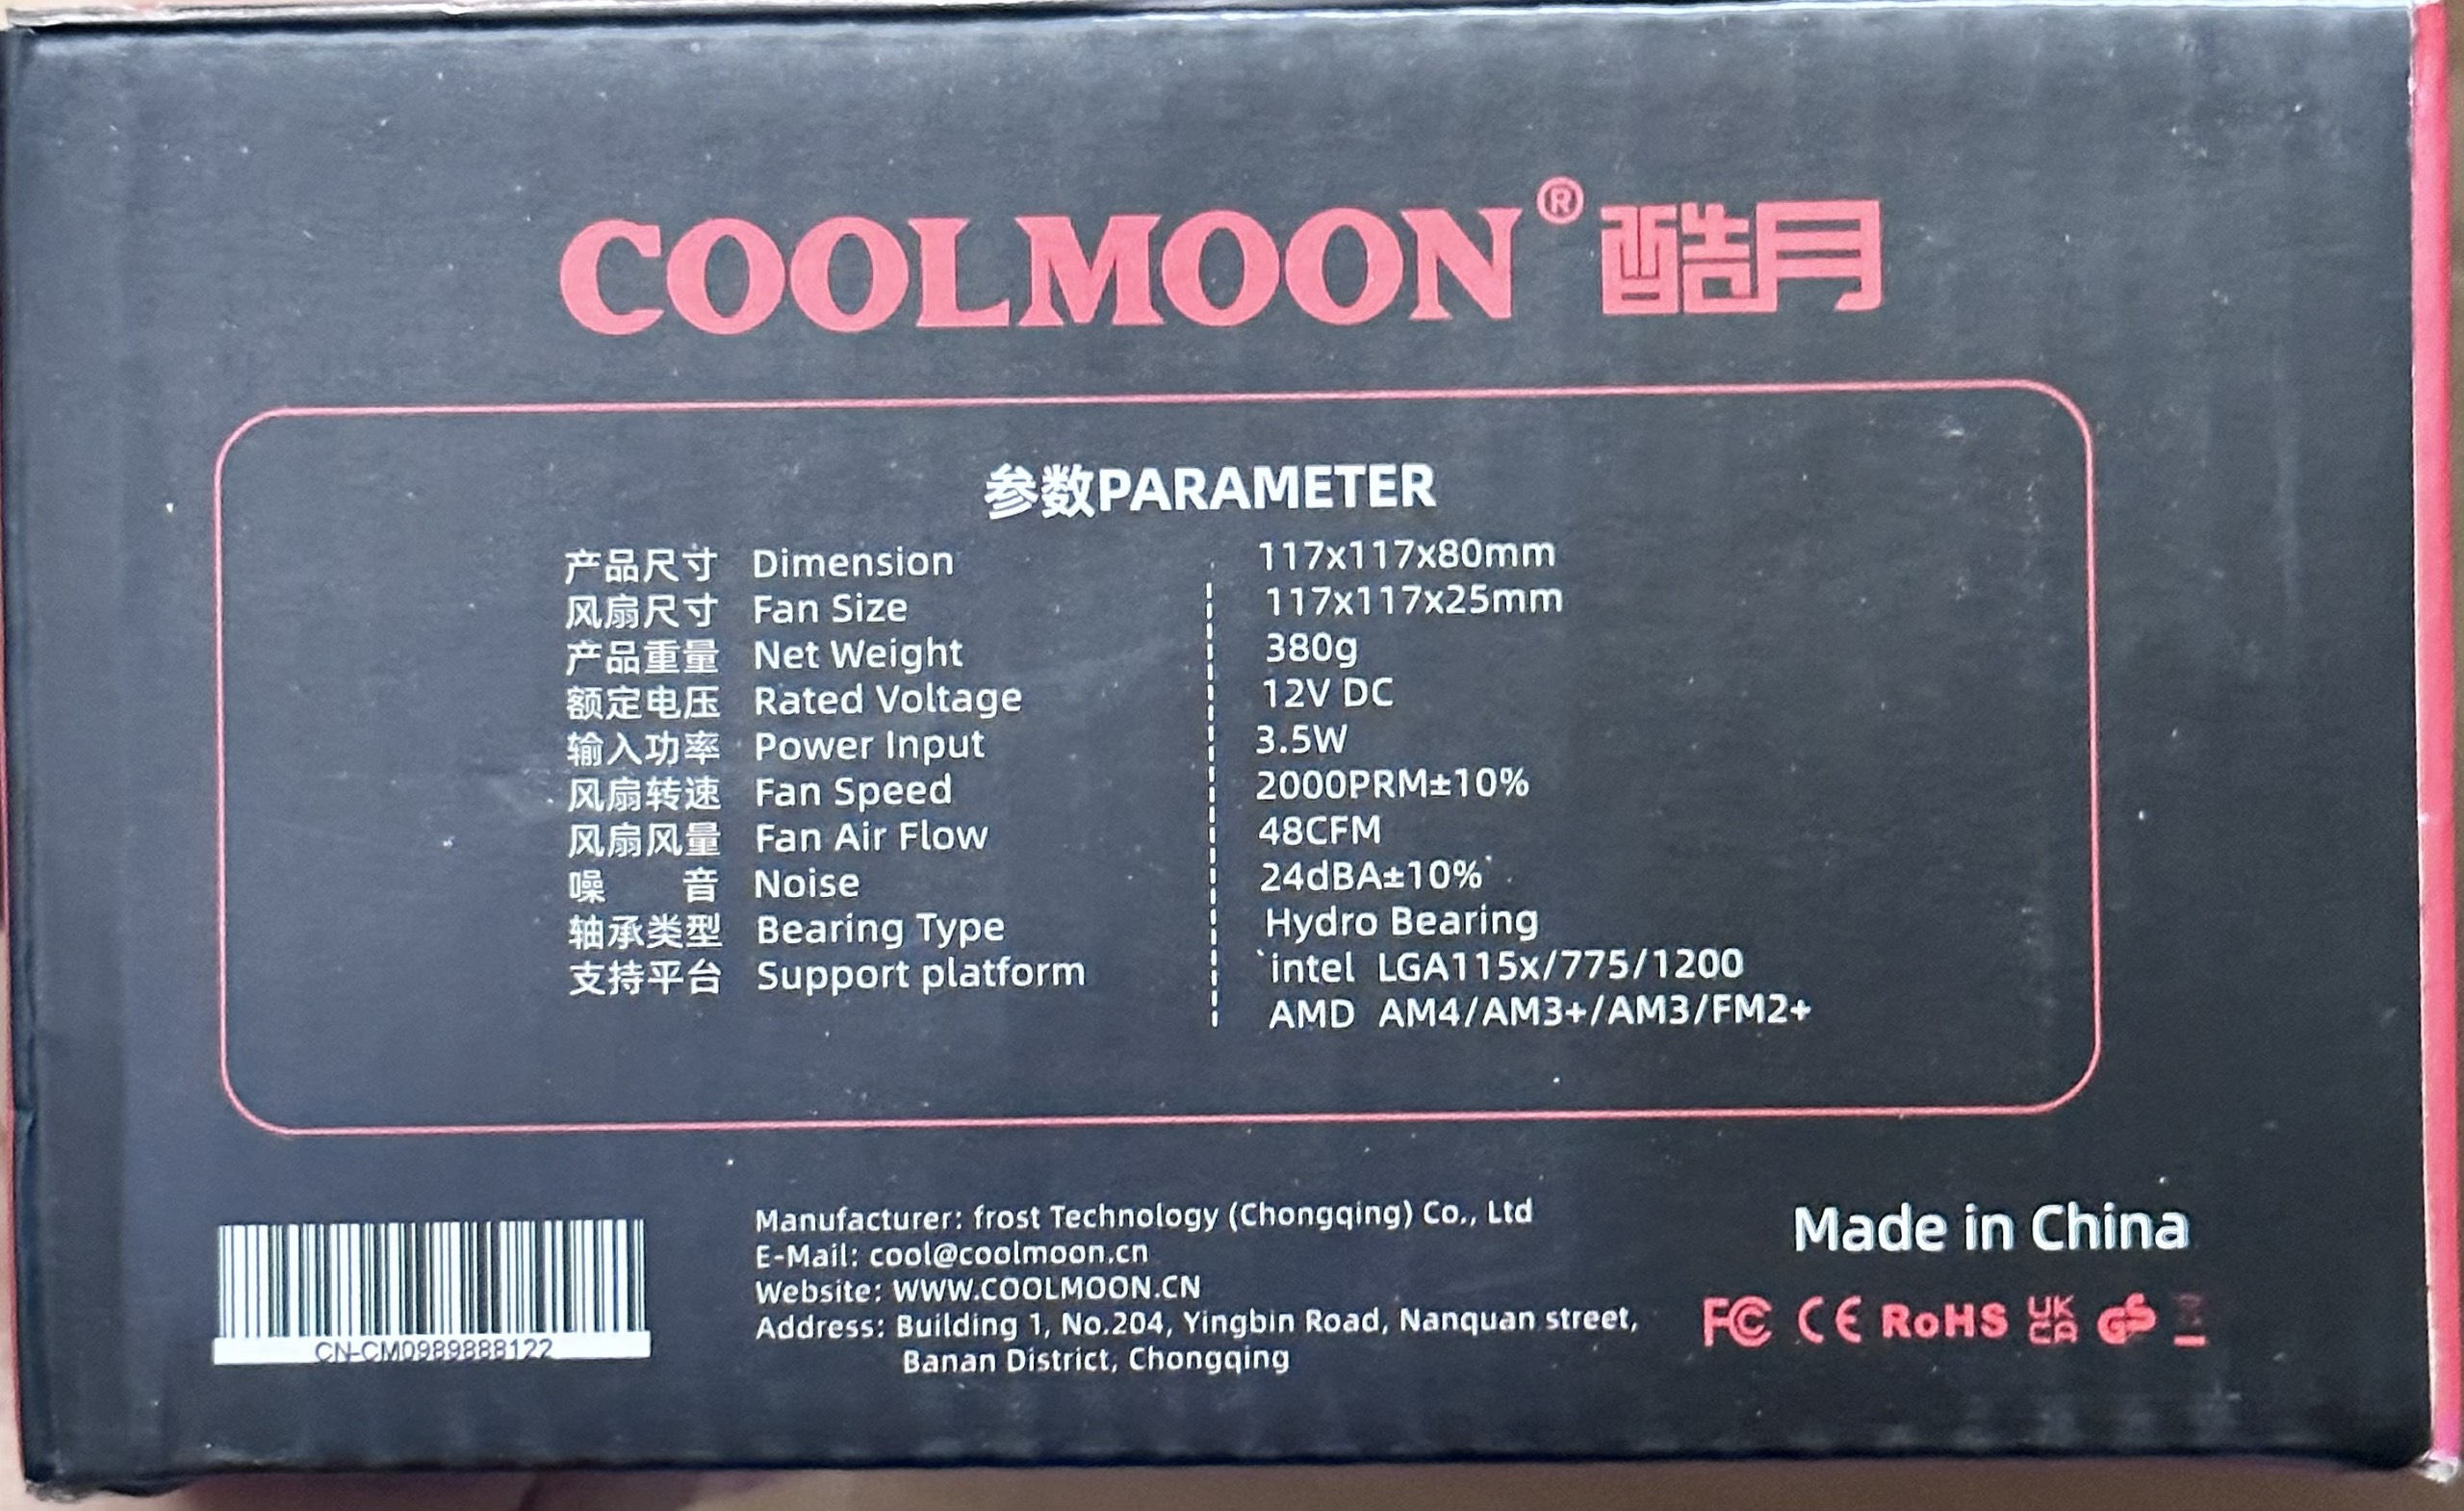 COOLMOON® 酷月
参数PARAMETER
产品尺寸 Dimension 117x117x80mm
风扇尺寸 Fan Size 117x117x25mm
产品重量 Net Weight 380g
额定电压 Rated Voltage 12V DC
输入功率 Power Input 3.5W
风扇转速 Fan Speed 2000PRM±10%
风扇风量 Fan Air Flow 48CFM
噪 音 Noise 24dBA±10%
轴承类型 Bearing Type Hydro Bearing
支持平台 Support platform intel LGA115x/775/1200
AMD AM4/AM3+/AM3/FM2+
CN-CM0989888122
Manufacturer: frost Technology (Chongqing) Co., Ltd
E-Mail: cool@coolmoon.cn
Website: WWW.COOLMOON.CN
Address: Building 1, No.204, Yingbin Road, Nanquan street,
Banan District, Chongqing
Made in China
FC CE RoHS UK CA GS